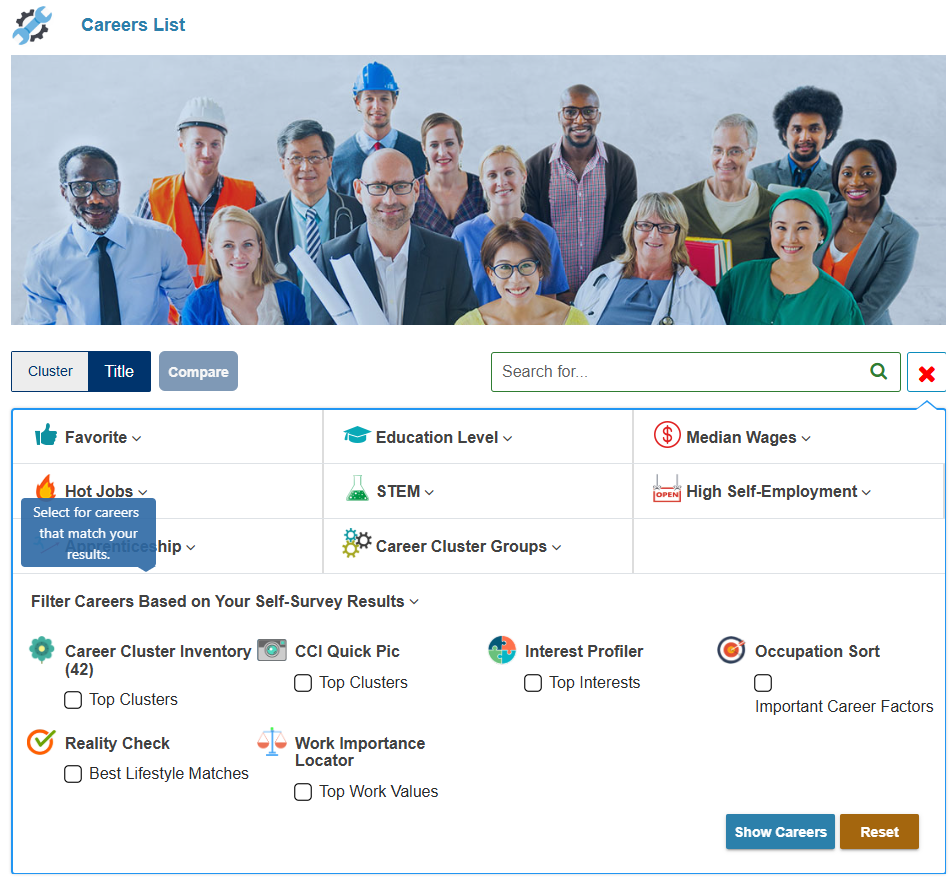 Careers List
Cluster
Title
Compare
Search for...
Favorite
Education Level
Median Wages
Hot Jobs
STEM
OPEN
High Self-Employment
Select for careers
that match your
results.
Apprenticeship
Career Cluster Groups
Filter Careers Based on Your Self-Survey Results
Career Cluster Inventory
(42)
Top Clusters
CCI Quick Pic
Top Clusters
Interest Profiler
Top Interests
Occupation Sort
Important Career Factors
Reality Check
Best Lifestyle Matches
Work Importance
Locator
Top Work Values
Show Careers
Reset